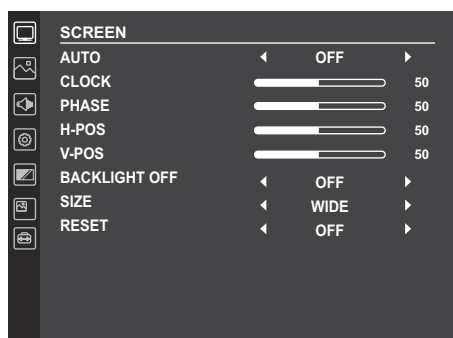 SCREEN
AUTO OFF
CLOCK 50
PHASE 50
H-POS 50
V-POS 50
BACKLIGHT OFF OFF
SIZE WIDE
RESET OFF